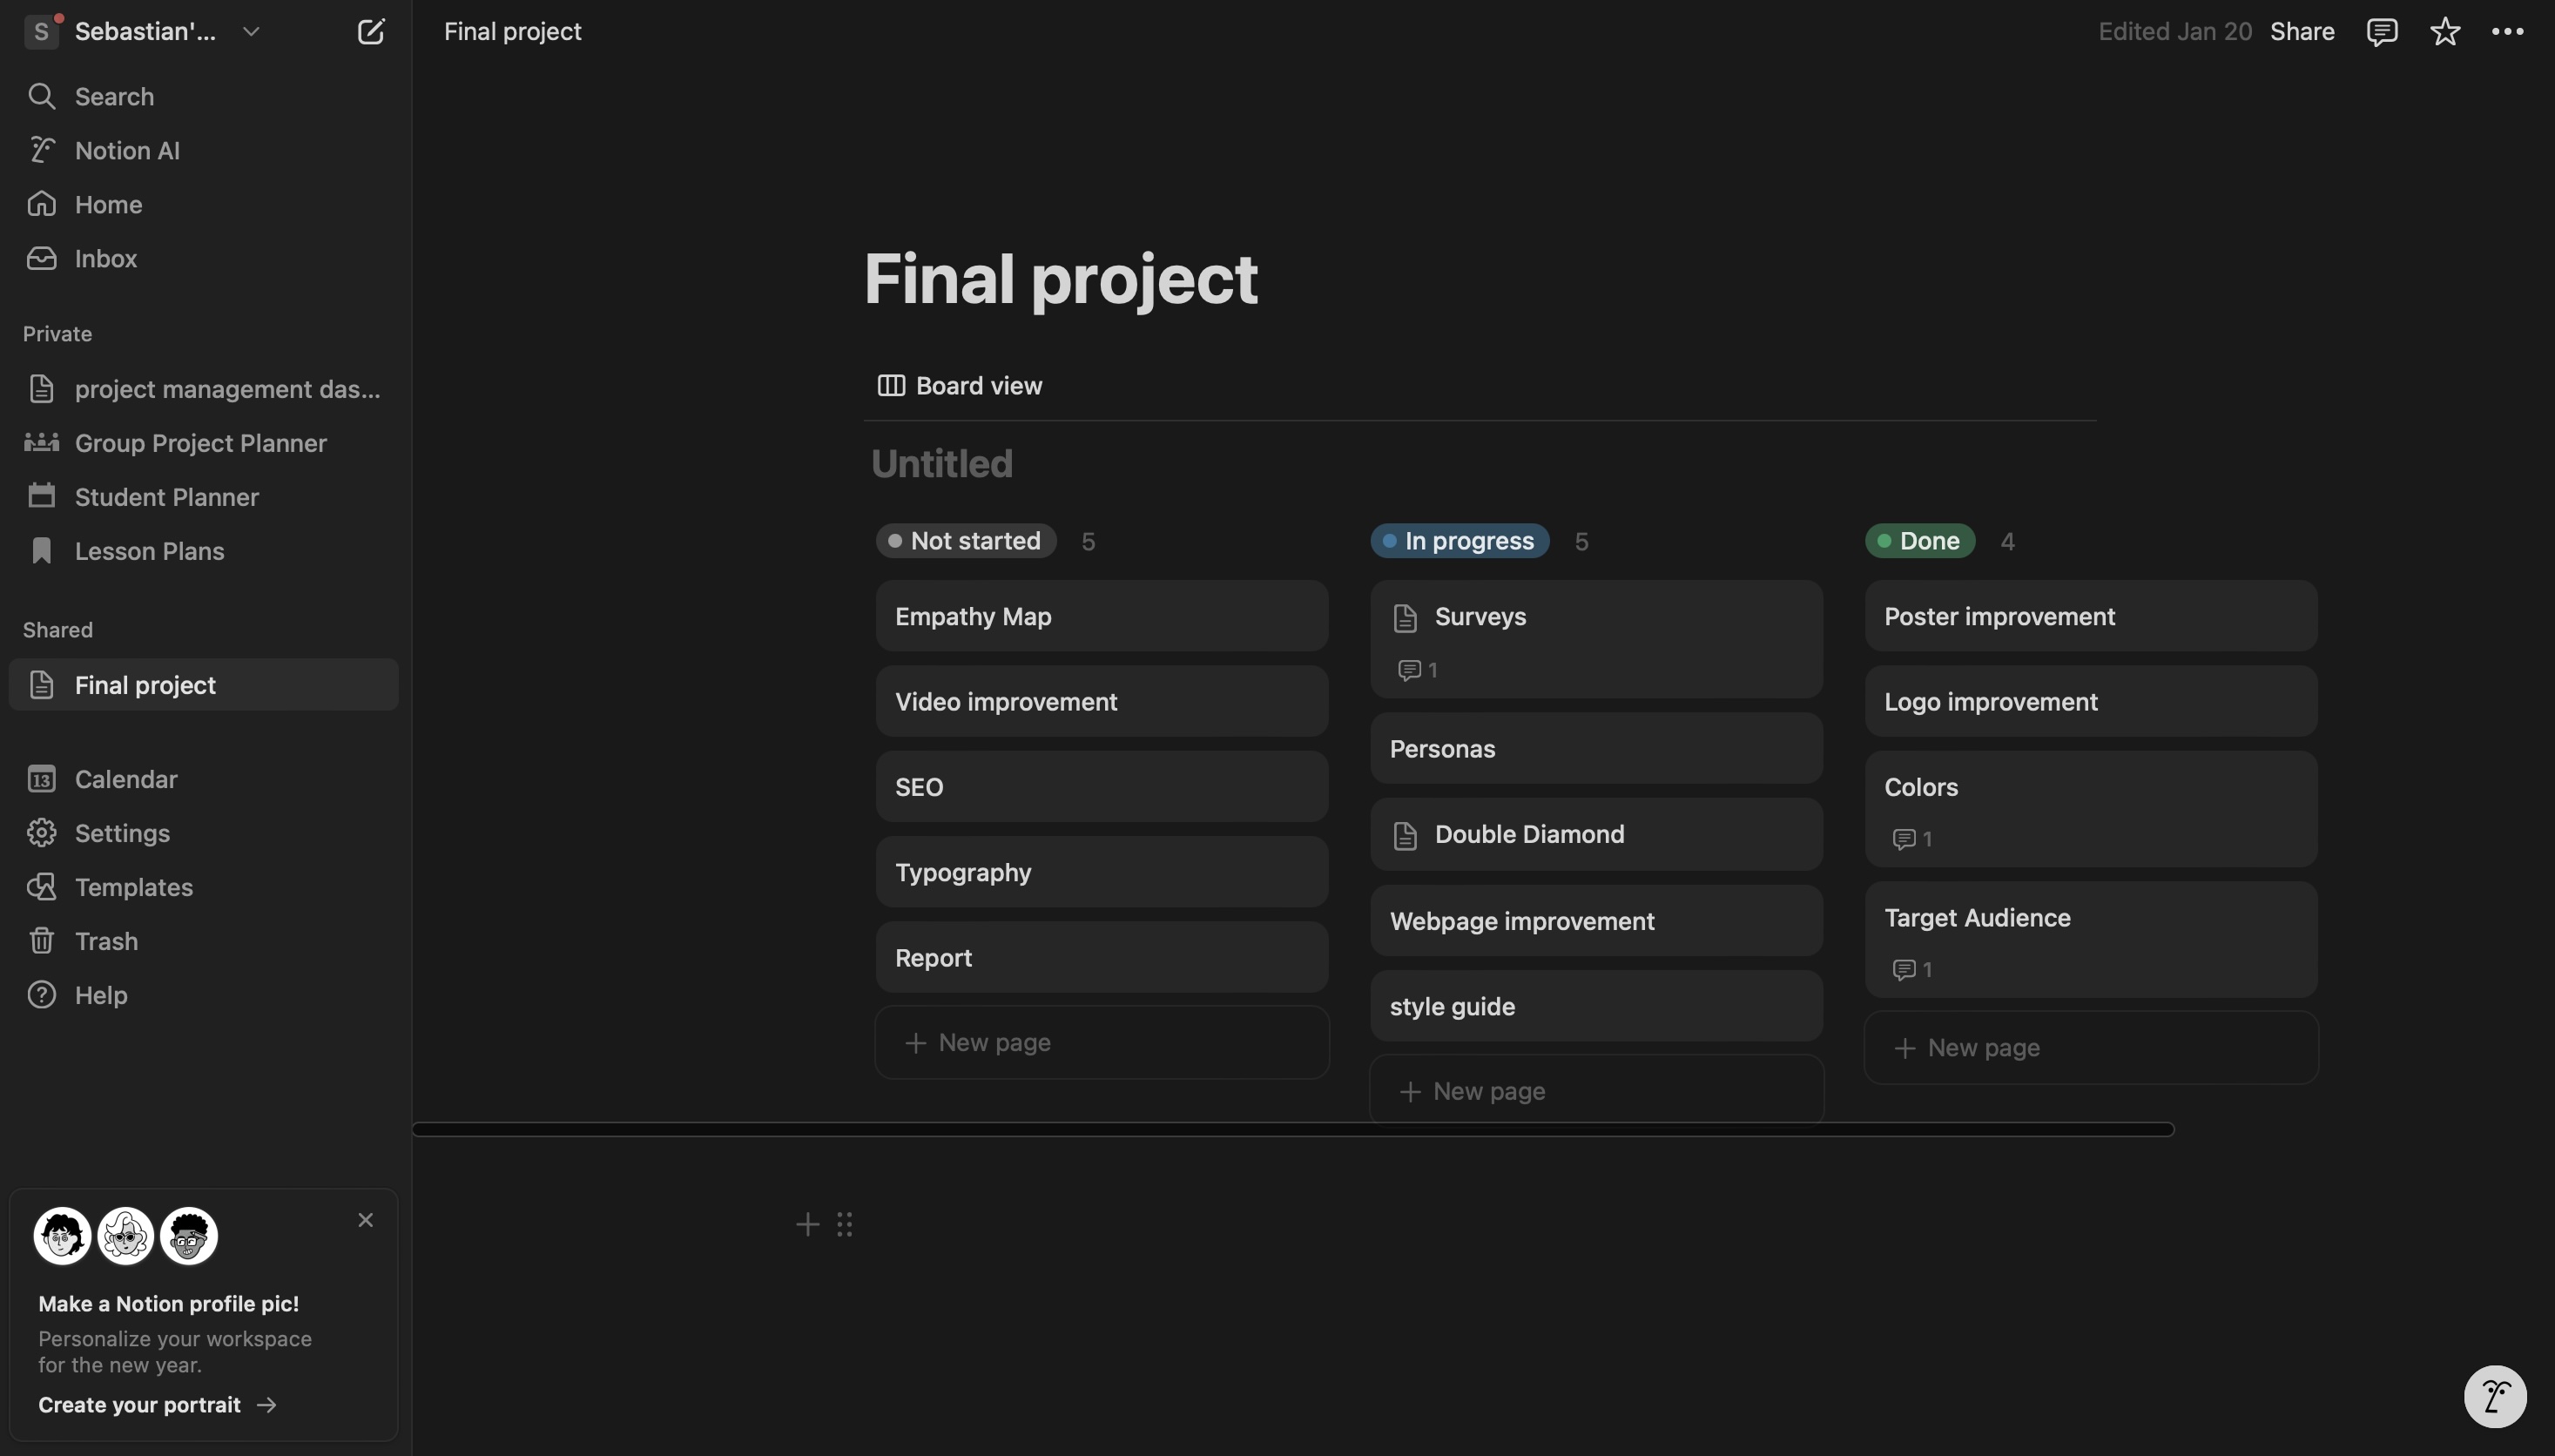 S Sebastian'...
Search
Notion AI
Home
Inbox
Private
project management das...
Group Project Planner
Student Planner
Lesson Plans
Shared
Final project
13 Calendar
Settings
Templates
Trash
Help
Make a Notion profile pic!
Personalize your workspace
for the new year.
Create your portrait →
Final project
Edited Jan 20 Share
Final project
Board view
Untitled
Not started 5
Empathy Map
Video improvement
SEO
Typography
Report
+ New page
In progress 5
Surveys
1
Personas
Double Diamond
Webpage improvement
style guide
+ New page
Done 4
Poster improvement
Logo improvement
Colors
1
Target Audience
1
+ New page